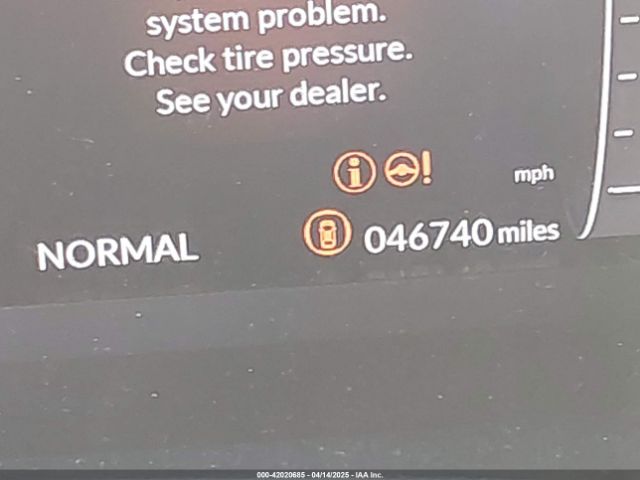 system problem.
Check tire pressure.
See your dealer.
mph
NORMAL 046740 miles
000-42020685 - 04/14/2025 - IAA Inc.